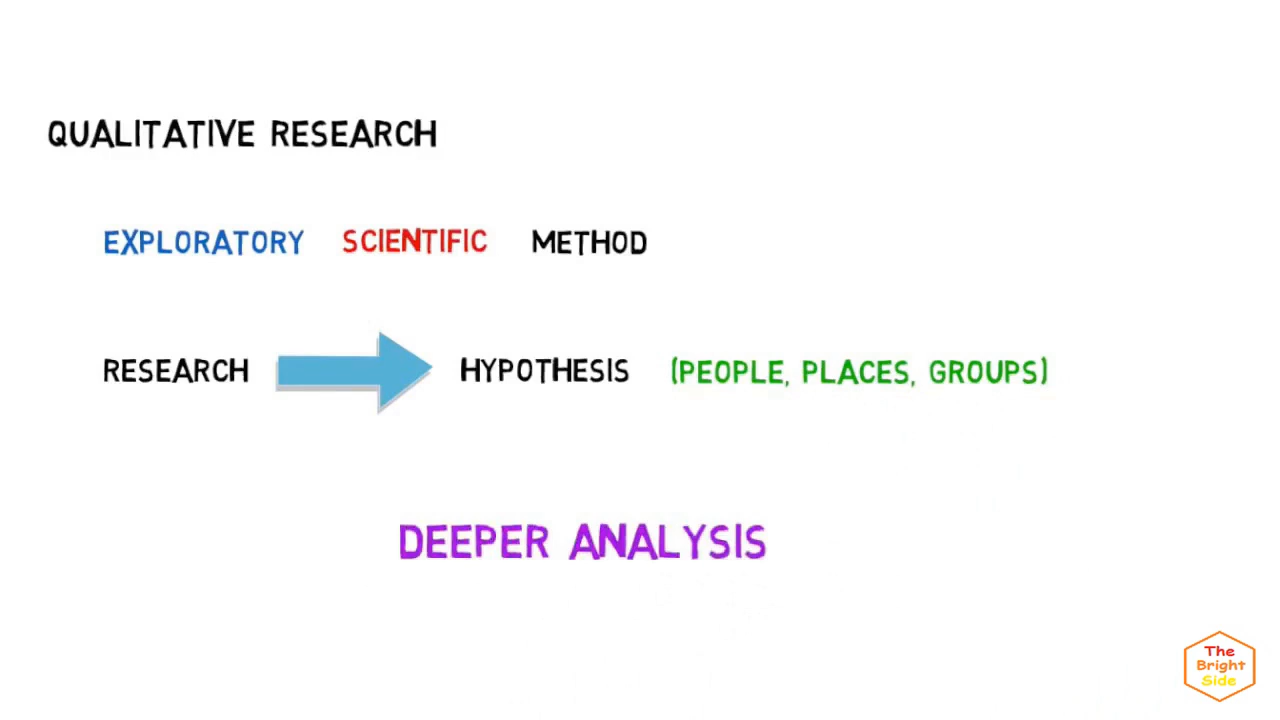 QUALITATIVE RESEARCH
EXPLORATORY SCIENTIFIC METHOD
RESEARCH HYPOTHESIS (PEOPLE, PLACES, GROUPS)
DEEPER ANALYSIS
The
Bright
Side